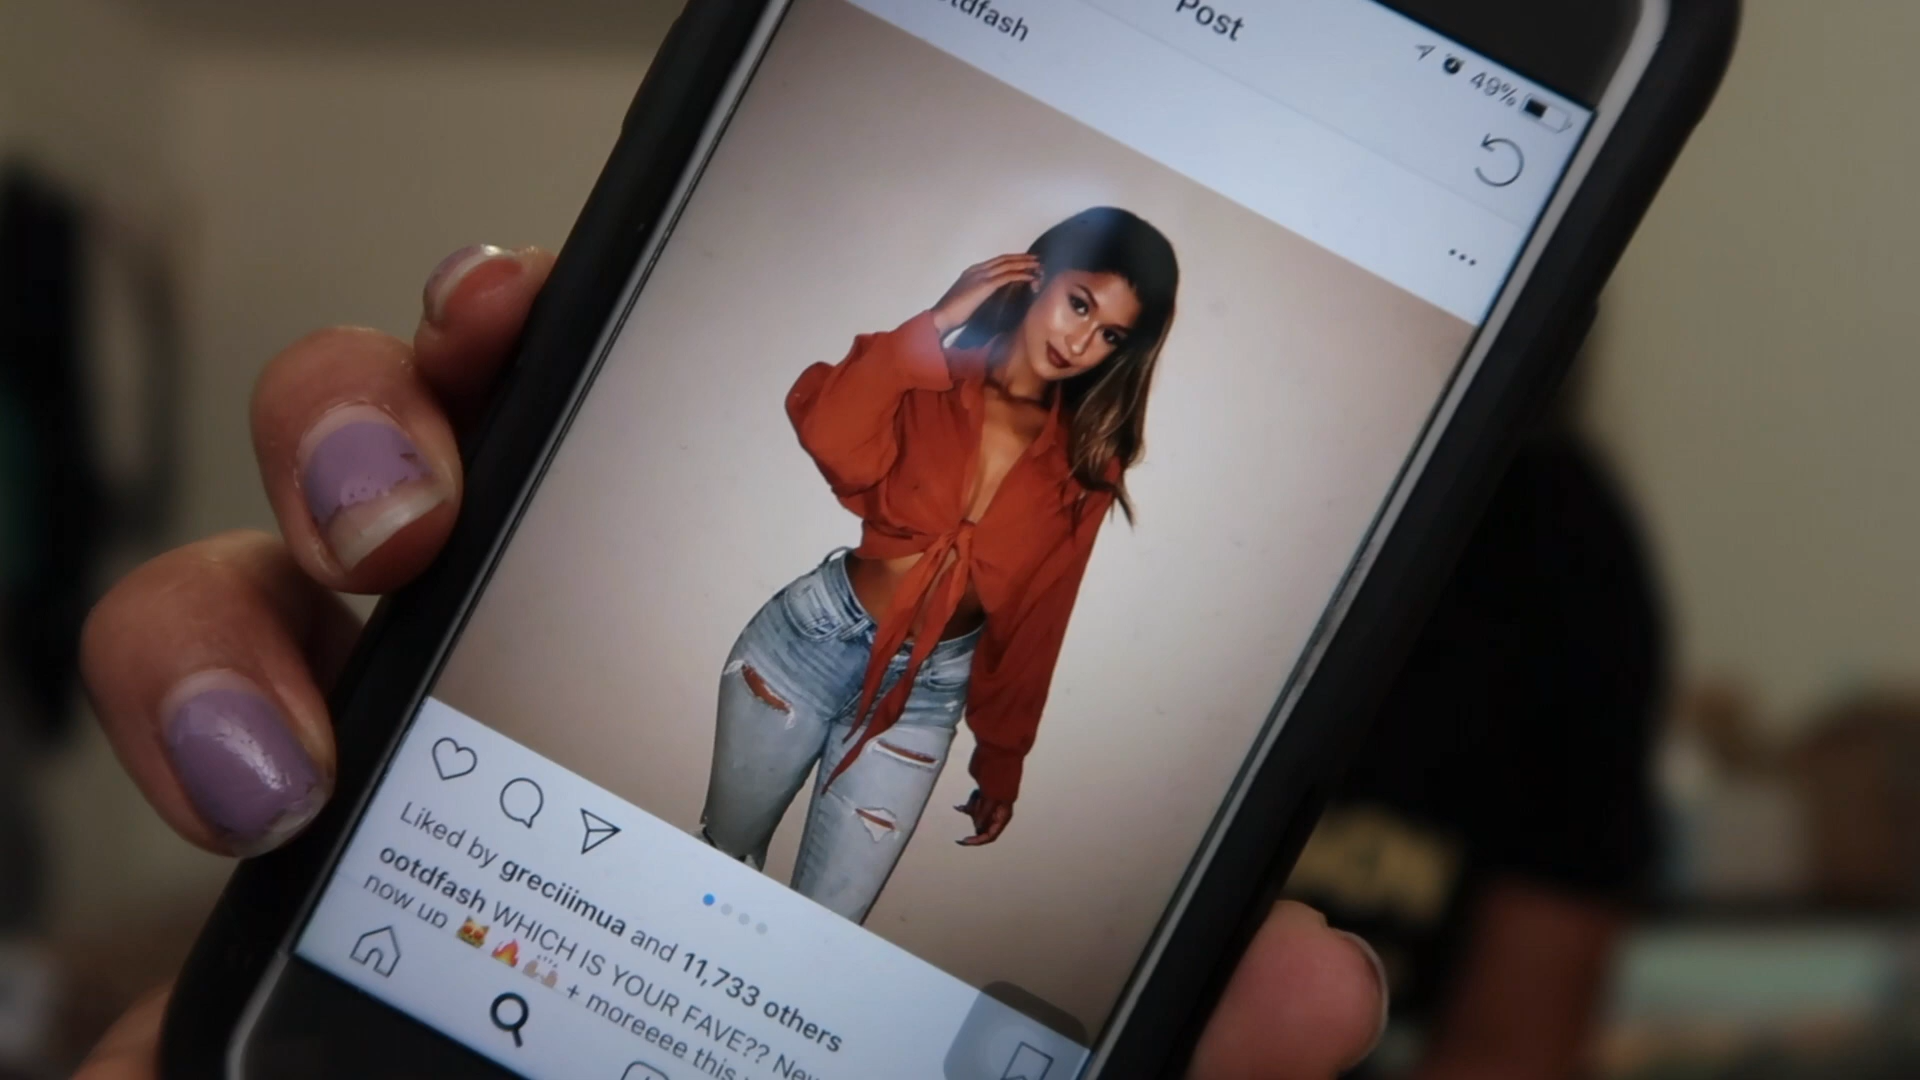 Post
49%
Liked by greciiimua and 11,733 others
ootdfash WHICH IS YOUR FAVE?? New
now up 😻🔥🙌🏼 + moreeee this